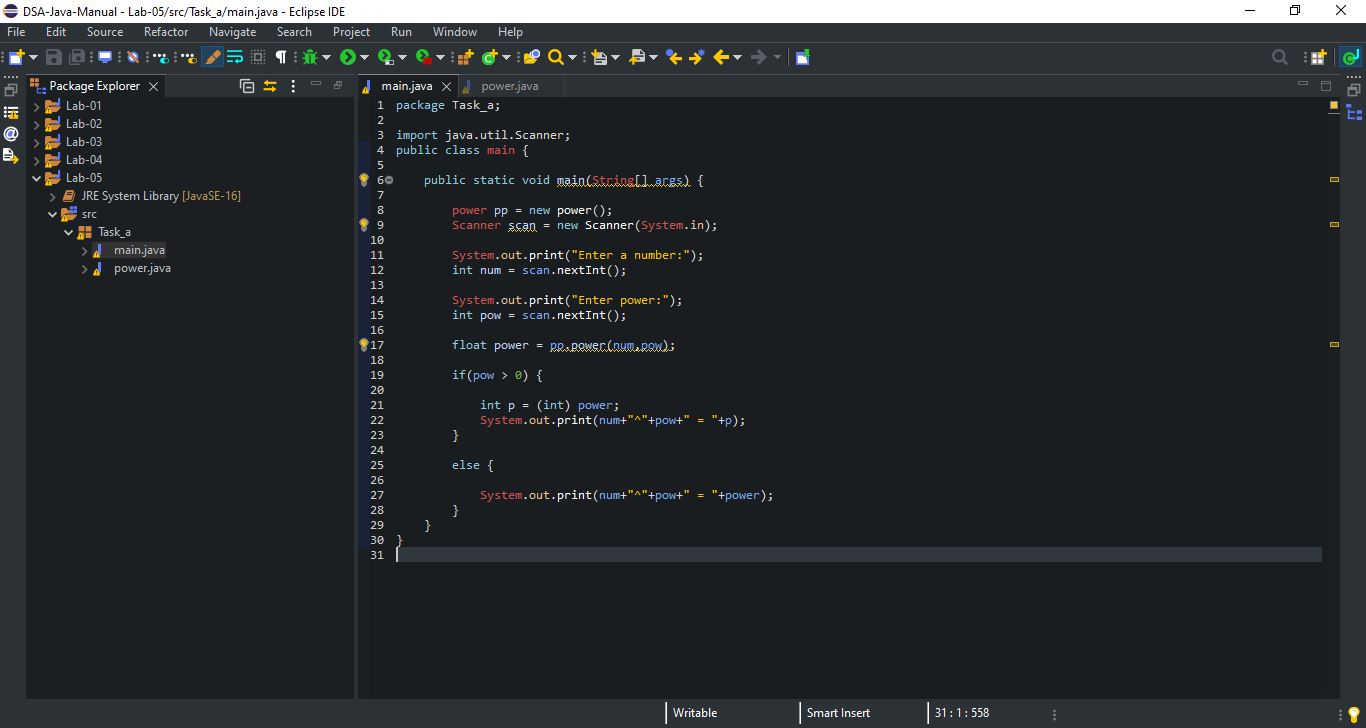 DSA-Java-Manual - Lab-05/src/Task_a/main.java - Eclipse IDE
File Edit Source Refactor Navigate Search Project Run Window Help
Package Explorer
main.java power.java
Lab-01
Lab-02
Lab-03
Lab-04
Lab-05
JRE System Library [JavaSE-16]
src
Task_a
main.java
power.java
1 package Task_a;
2
3 import java.util.Scanner;
4 public class main {
5
6 public static void main(String[] args) {
7
8 power pp = new power();
9 Scanner scan = new Scanner(System.in);
10
11 System.out.print("Enter a number:");
12 int num = scan.nextInt();
13
14 System.out.print("Enter power:");
15 int pow = scan.nextInt();
16
17 float power = pp.power(num,pow);
18
19 if(pow > 0) {
20
21 int p = (int) power;
22 System.out.print(num+"^"+pow+" = "+p);
23 }
24
25 else {
26
27 System.out.print(num+"^"+pow+" = "+power);
28 }
29 }
30 }
31
Writable Smart Insert 31 : 1 : 558